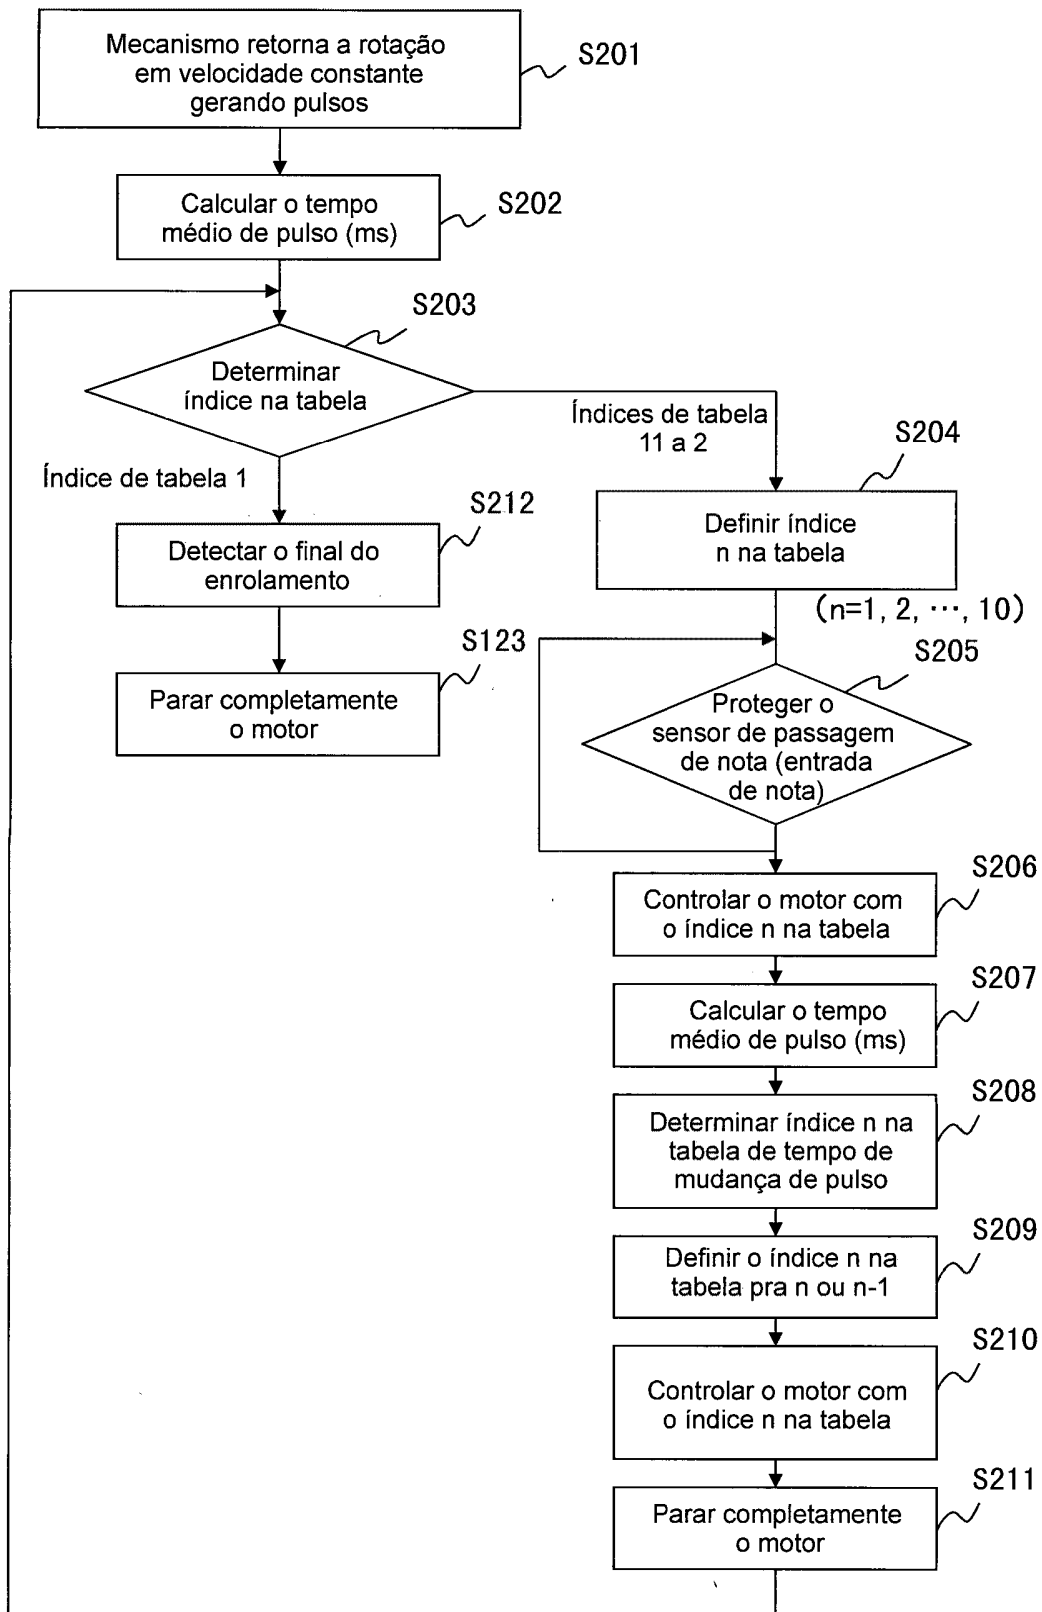 Mecanismo retorna a rotação
em velocidade constante
gerando pulsos
S201
Calcular o tempo
médio de pulso (ms)
S202
S203
Determinar
índice na tabela
Índices de tabela
11 a 2
Índice de tabela 1
S204
Definir índice
n na tabela
(n=1, 2, ···, 10)
S212
Detectar o final do
enrolamento
S123
Parar completamente
o motor
S205
Proteger o
sensor de passagem
de nota (entrada
de nota)
S206
Controlar o motor com
o índice n na tabela
S207
Calcular o tempo
médio de pulso (ms)
S208
Determinar índice n na
tabela de tempo de
mudança de pulso
S209
Definir o índice n na
tabela pra n ou n-1
S210
Controlar o motor com
o índice n na tabela
S211
Parar completamente
o motor